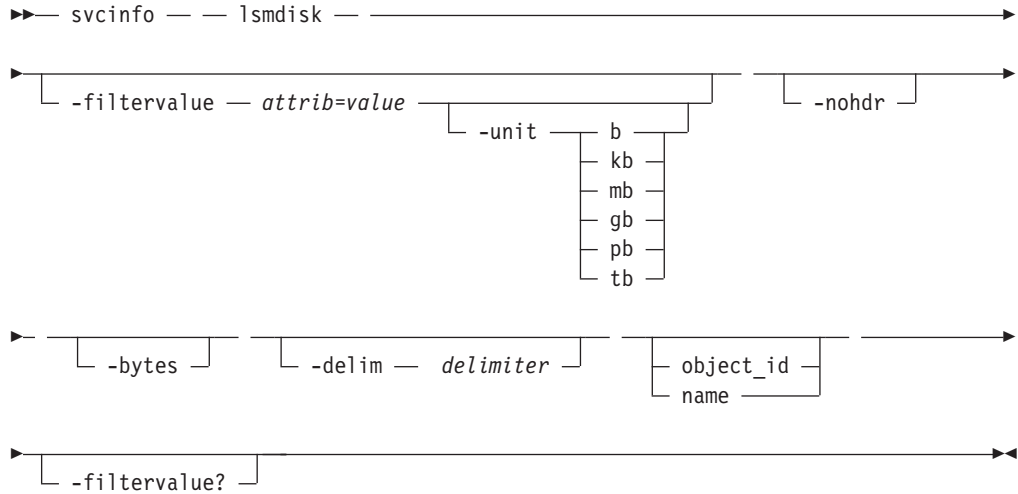 svcinfo lsmdisk
-filtervalue attrib=value -nohdr
-unit b
kb
mb
gb
pb
tb
-bytes -delim delimiter object_id
name
-filtervalue?